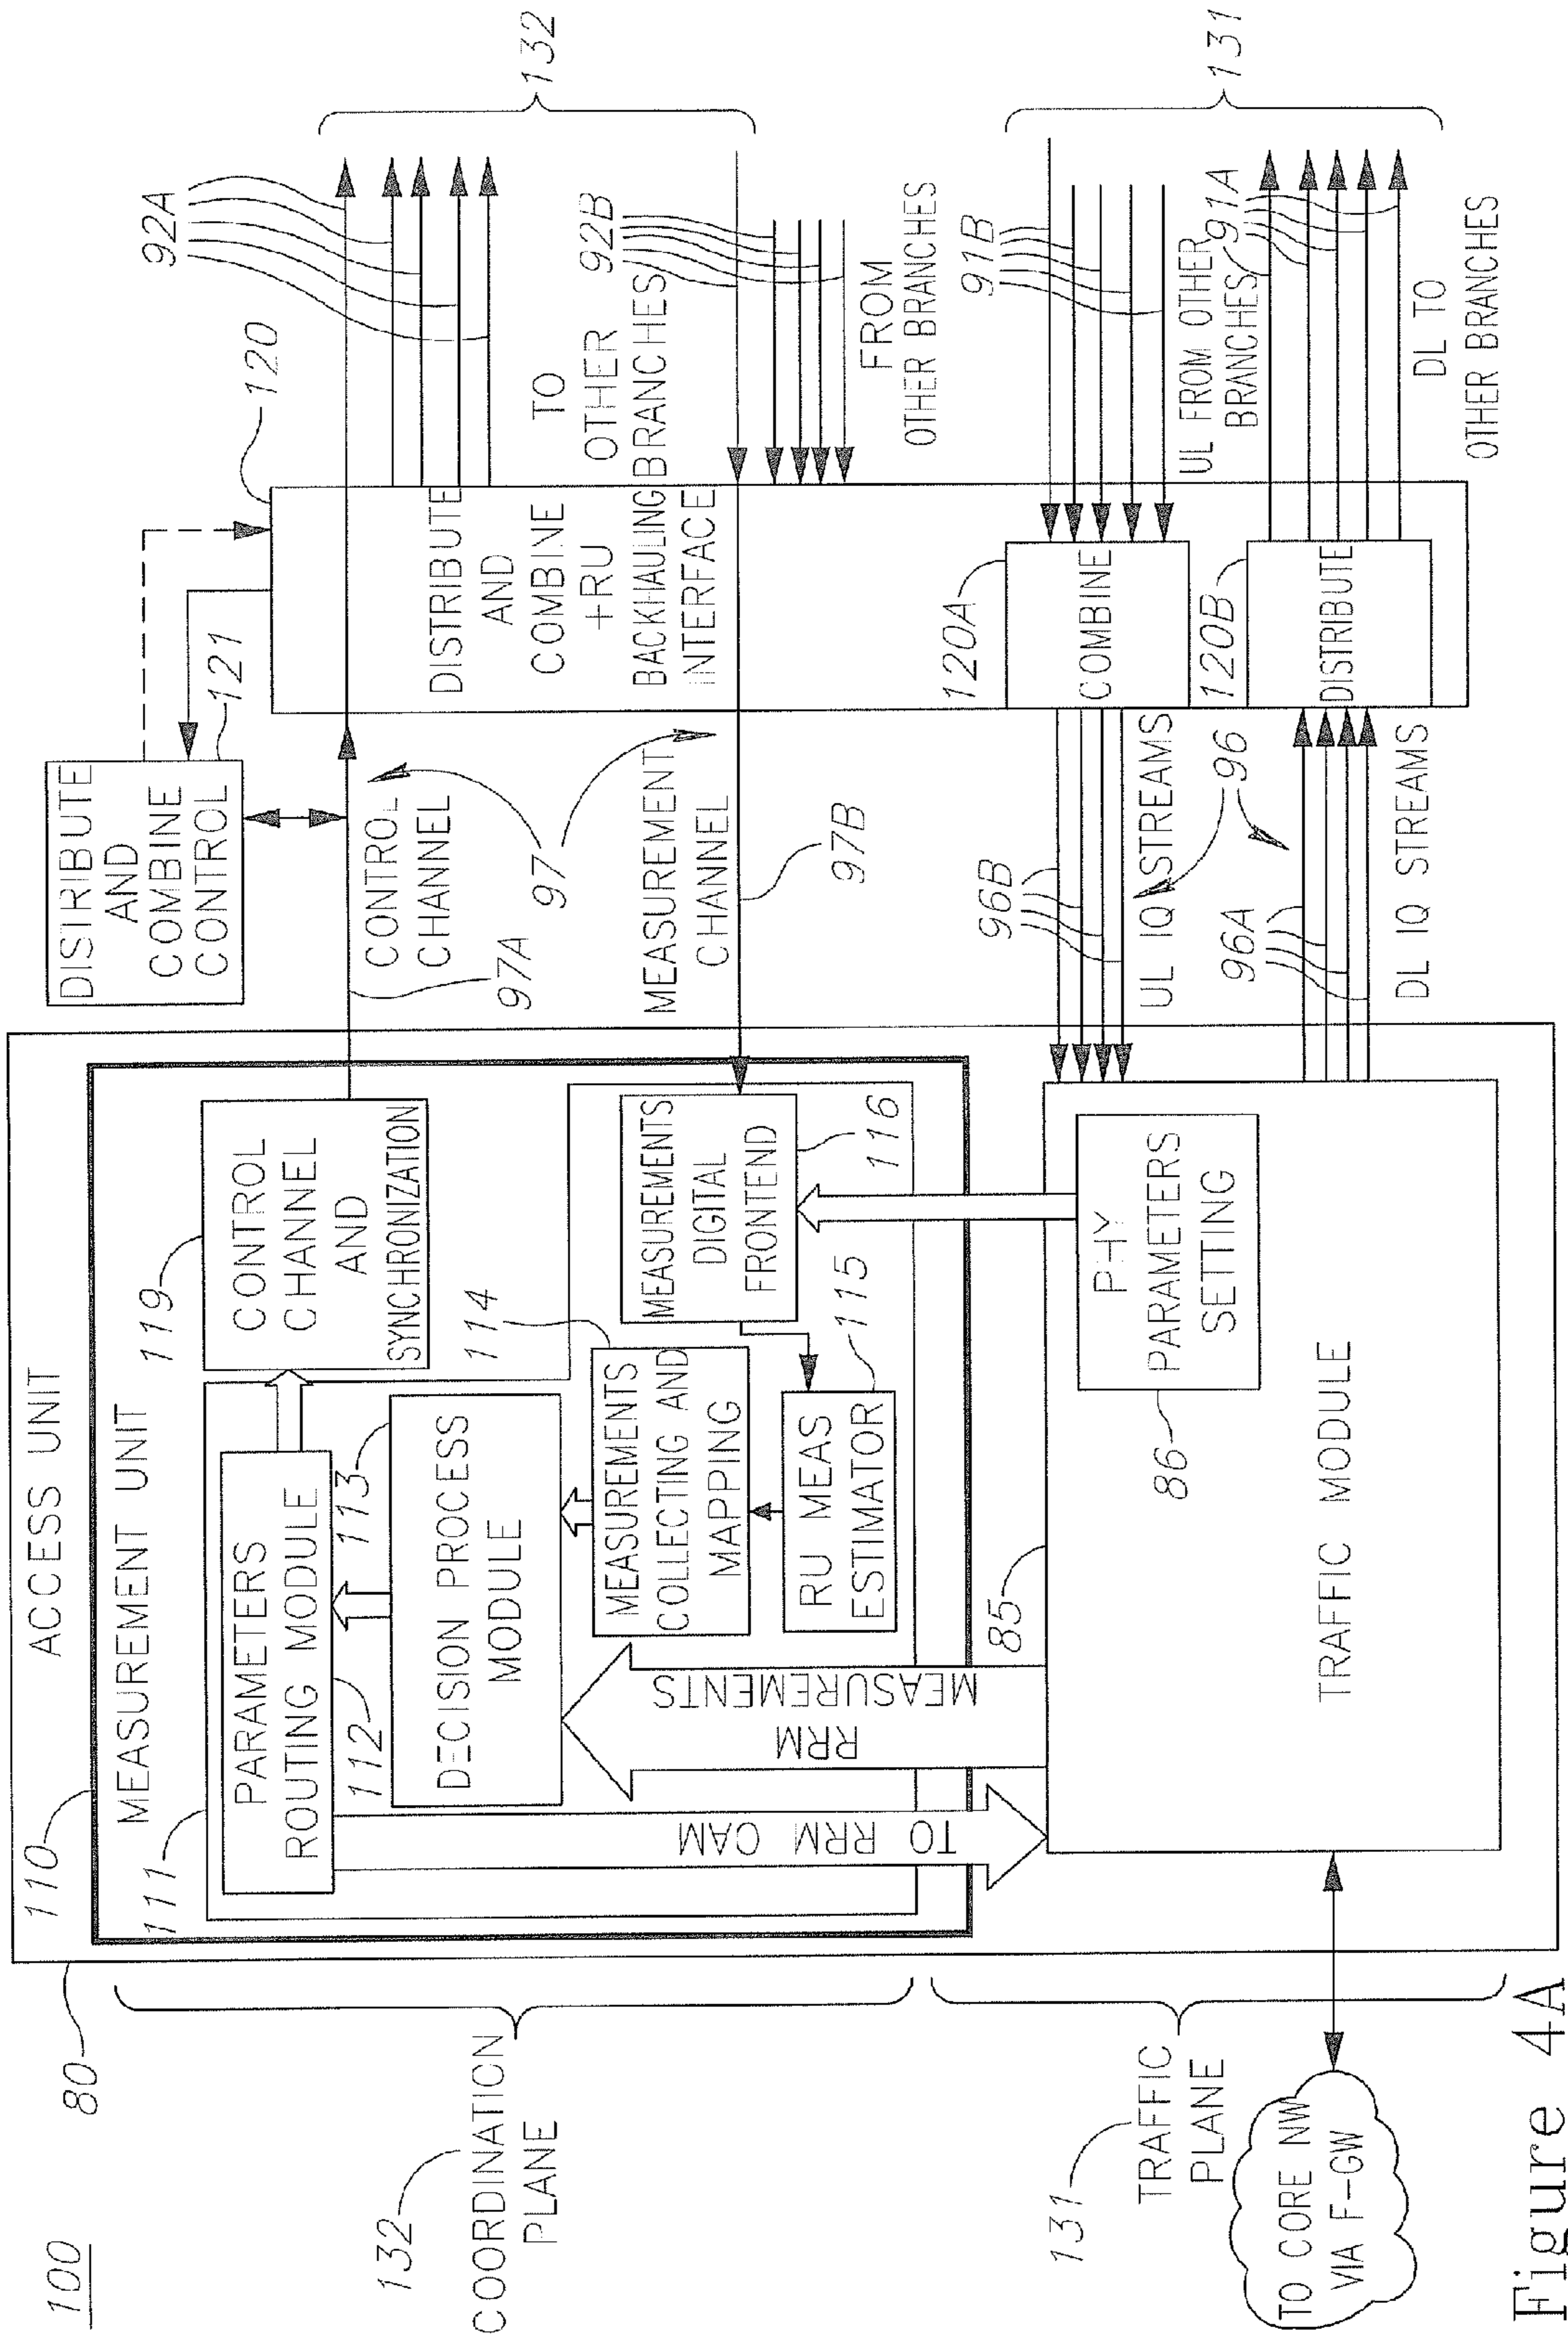 100
80
110
ACCESS UNIT
MEASUREMENT UNIT
111
PARAMETERS
ROUTING MODULE
112
113
DECISION PROCESS
MODULE
119
CONTROL
CHANNEL
AND
SYNCHRONIZATION
114
MEASUREMENTS
COLLECTING AND
MAPPING
RU MEAS
ESTIMATOR
115
MEASUREMENTS
DIGITAL
FRONTEND
116
RRM
MEASUREMENTS
TO RRM OAM
85
TRAFFIC MODULE
86
PHY
PARAMETERS
SETTING
132
COORDINATION
PLANE
131
TRAFFIC
PLANE
TO CORE NW
VIA F-GW
DISTRIBUTE
AND
COMBINE
CONTROL
121
97A
CONTROL
CHANNEL
97
MEASUREMENT
CHANNEL
97B
96B
UL IQ STREAMS
96
96A
DL IQ STREAMS
120
DISTRIBUTE
AND
COMBINE
+RU
BACKHAULING
INTERFACE
120A
COMBINE
120B
DISTRIBUTE
92A
TO
OTHER
BRANCHES
92B
FROM
OTHER BRANCHES
132
91B
UL FROM OTHER
BRANCHES
91A
DL TO
OTHER BRANCHES
131
Figure 4A